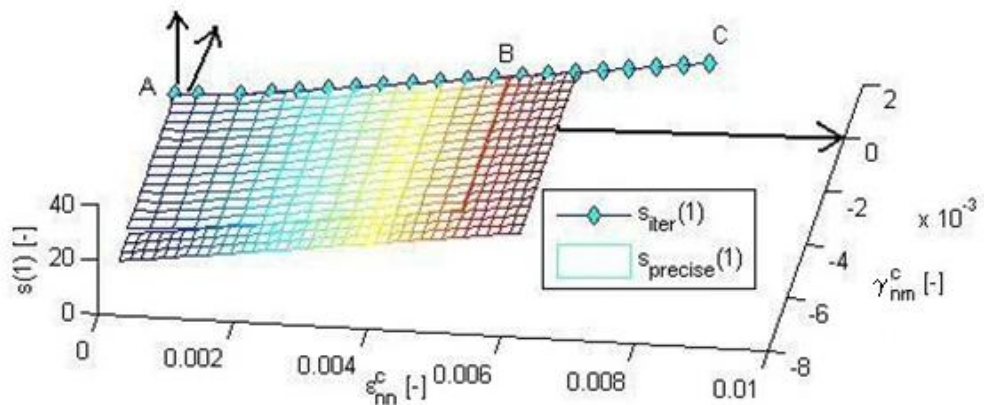 A
B
C
s(1) [-]
40
20
0
0
0.002
0.004
0.006
0.008
0.01
ε^c_nn [-]
2
0
-2
-4
-6
-8
x 10^-3
γ^c_nm [-]
s_iter(1)
s_precise(1)